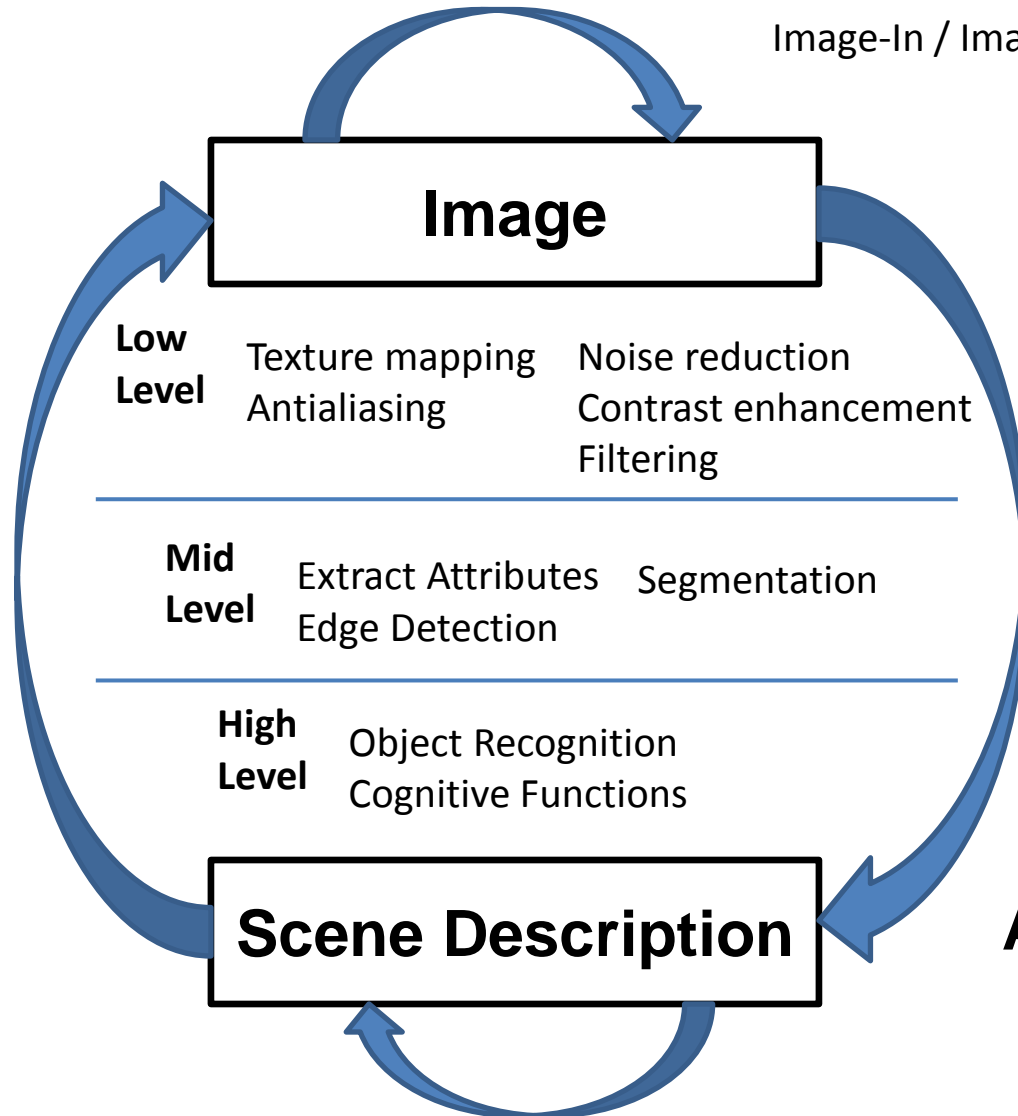 Image-In / Ima
Image
Low
Level
Texture mapping
Antialiasing
Noise reduction
Contrast enhancement
Filtering
Mid
Level
Extract Attributes
Edge Detection
Segmentation
High
Level
Object Recognition
Cognitive Functions
Scene Description